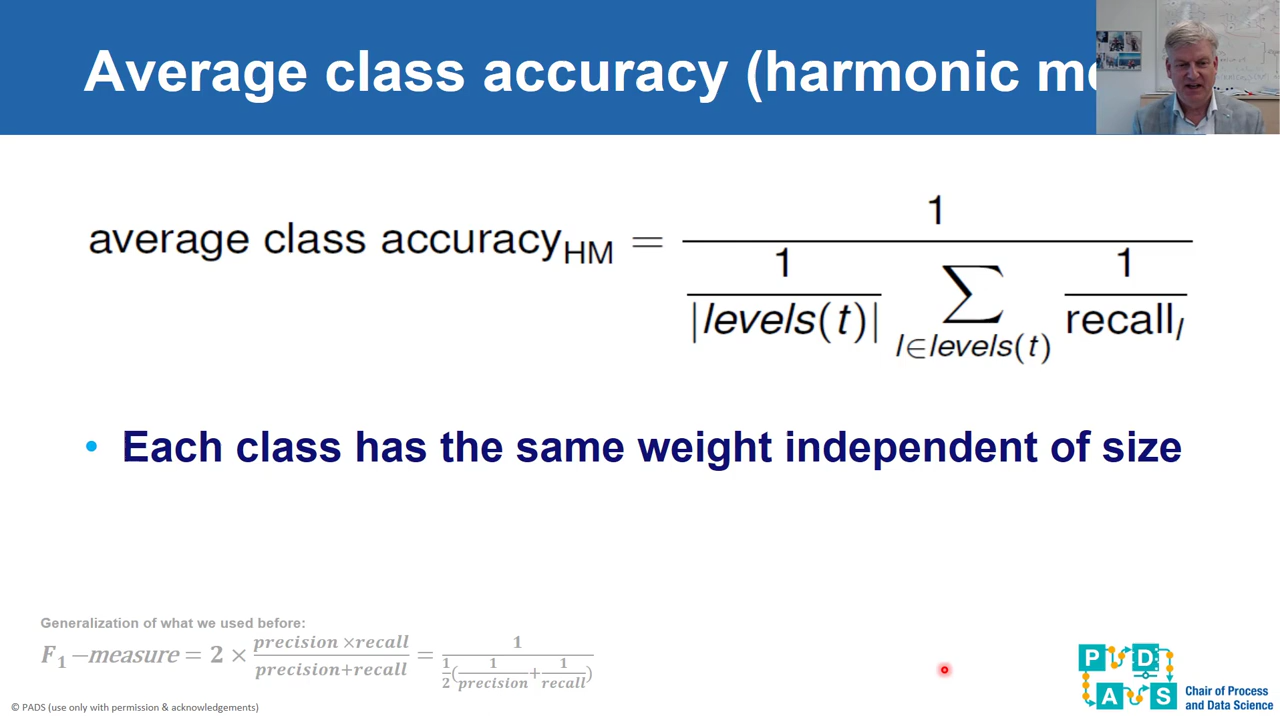 Average class accuracy (harmonic m
average class accuracy_HM = 1 / (1/|levels(t)| ∑_{l∈levels(t)} 1/recall_l)
• Each class has the same weight independent of size
Generalization of what we used before:
F₁ −measure = 2 × (precision ×recall)/(precision+recall) = 1/(1/2(1/precision+1/recall))
P D
A S
Chair of Process
and Data Science
© PADS (use only with permission & acknowledgements)